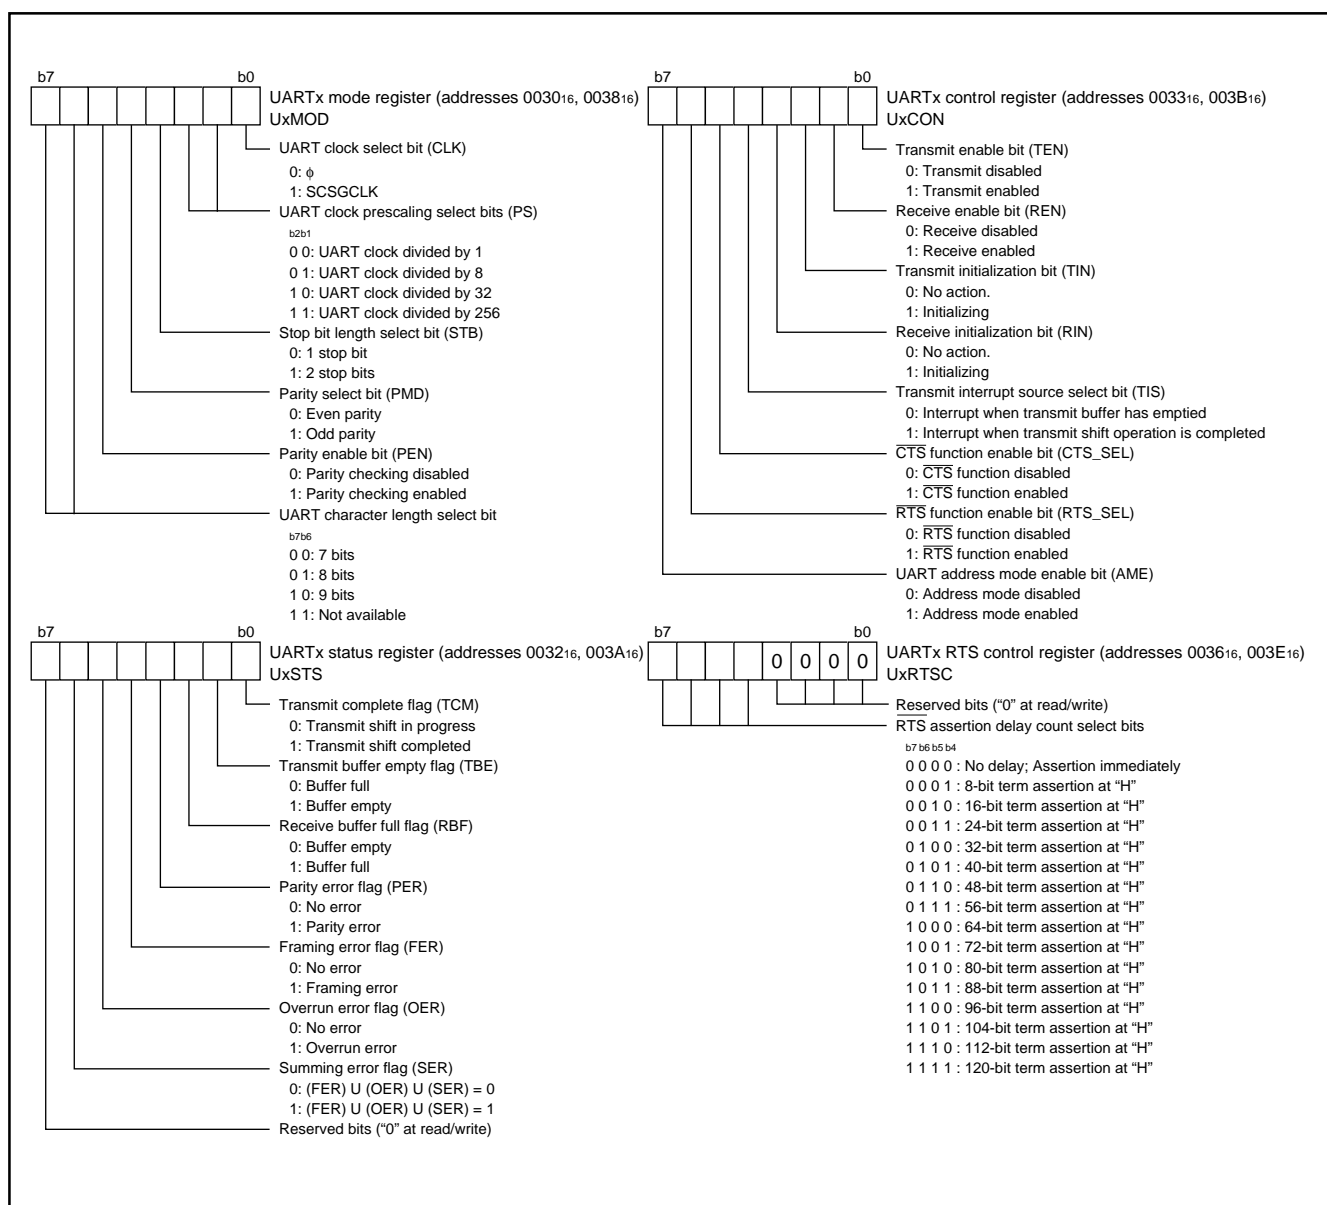 b7 b0
UARTx mode register (addresses 0030₁₆, 0038₁₆)
UxMOD
UART clock select bit (CLK)
0: ϕ
1: SCSGCLK
UART clock prescaling select bits (PS)
b2b1
0 0: UART clock divided by 1
0 1: UART clock divided by 8
1 0: UART clock divided by 32
1 1: UART clock divided by 256
Stop bit length select bit (STB)
0: 1 stop bit
1: 2 stop bits
Parity select bit (PMD)
0: Even parity
1: Odd parity
Parity enable bit (PEN)
0: Parity checking disabled
1: Parity checking enabled
UART character length select bit
b7b6
0 0: 7 bits
0 1: 8 bits
1 0: 9 bits
1 1: Not available
b7 b0
UARTx control register (addresses 0033₁₆, 003B₁₆)
UxCON
Transmit enable bit (TEN)
0: Transmit disabled
1: Transmit enabled
Receive enable bit (REN)
0: Receive disabled
1: Receive enabled
Transmit initialization bit (TIN)
0: No action.
1: Initializing
Receive initialization bit (RIN)
0: No action.
1: Initializing
Transmit interrupt source select bit (TIS)
0: Interrupt when transmit buffer has emptied
1: Interrupt when transmit shift operation is completed
C̅T̅S̅ function enable bit (CTS_SEL)
0: C̅T̅S̅ function disabled
1: C̅T̅S̅ function enabled
R̅T̅S̅ function enable bit (RTS_SEL)
0: R̅T̅S̅ function disabled
1: R̅T̅S̅ function enabled
UART address mode enable bit (AME)
0: Address mode disabled
1: Address mode enabled
b7 b0
UARTx status register (addresses 0032₁₆, 003A₁₆)
UxSTS
Transmit complete flag (TCM)
0: Transmit shift in progress
1: Transmit shift completed
Transmit buffer empty flag (TBE)
0: Buffer full
1: Buffer empty
Receive buffer full flag (RBF)
0: Buffer empty
1: Buffer full
Parity error flag (PER)
0: No error
1: Parity error
Framing error flag (FER)
0: No error
1: Framing error
Overrun error flag (OER)
0: No error
1: Overrun error
Summing error flag (SER)
0: (FER) U (OER) U (SER) = 0
1: (FER) U (OER) U (SER) = 1
Reserved bits (“0” at read/write)
b7 b0
0 0 0 0
UARTx RTS control register (addresses 0036₁₆, 003E₁₆)
UxRTSC
Reserved bits (“0” at read/write)
R̅T̅S̅ assertion delay count select bits
b7 b6 b5 b4
0 0 0 0 : No delay; Assertion immediately
0 0 0 1 : 8-bit term assertion at “H”
0 0 1 0 : 16-bit term assertion at “H”
0 0 1 1 : 24-bit term assertion at “H”
0 1 0 0 : 32-bit term assertion at “H”
0 1 0 1 : 40-bit term assertion at “H”
0 1 1 0 : 48-bit term assertion at “H”
0 1 1 1 : 56-bit term assertion at “H”
1 0 0 0 : 64-bit term assertion at “H”
1 0 0 1 : 72-bit term assertion at “H”
1 0 1 0 : 80-bit term assertion at “H”
1 0 1 1 : 88-bit term assertion at “H”
1 1 0 0 : 96-bit term assertion at “H”
1 1 0 1 : 104-bit term assertion at “H”
1 1 1 0 : 112-bit term assertion at “H”
1 1 1 1 : 120-bit term assertion at “H”